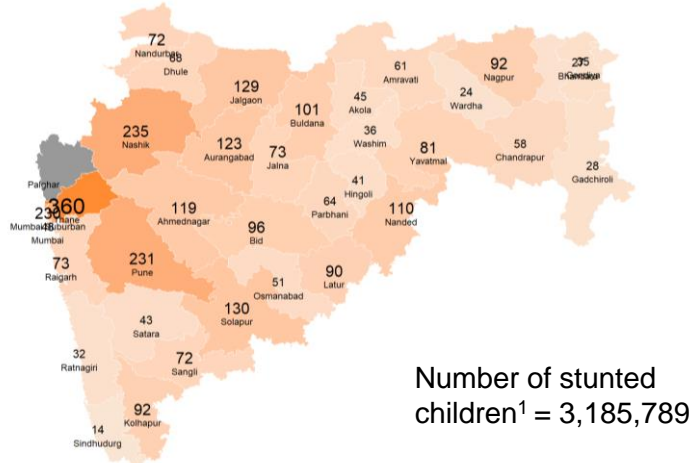 72
Nandurbar
68
Dhule
129
Jalgaon
101
Buldana
45
Akola
61
Amravati
92
Nagpur
24
Wardha
36
Washim
235
Nashik
123
Aurangabad
73
Jalna
81
Yavatmal
58
Chandrapur
28
Gadchiroli
Palghar
360
Thane
Mumbai Suburban
48
Mumbai
119
Ahmednagar
96
Bid
64
Parbhani
41
Hingoli
110
Nanded
73
Raigarh
231
Pune
51
Osmanabad
90
Latur
130
Solapur
43
Satara
32
Ratnagiri
72
Sangli
92
Kolhapur
14
Sindhudurg
Number of stunted
children¹ = 3,185,789